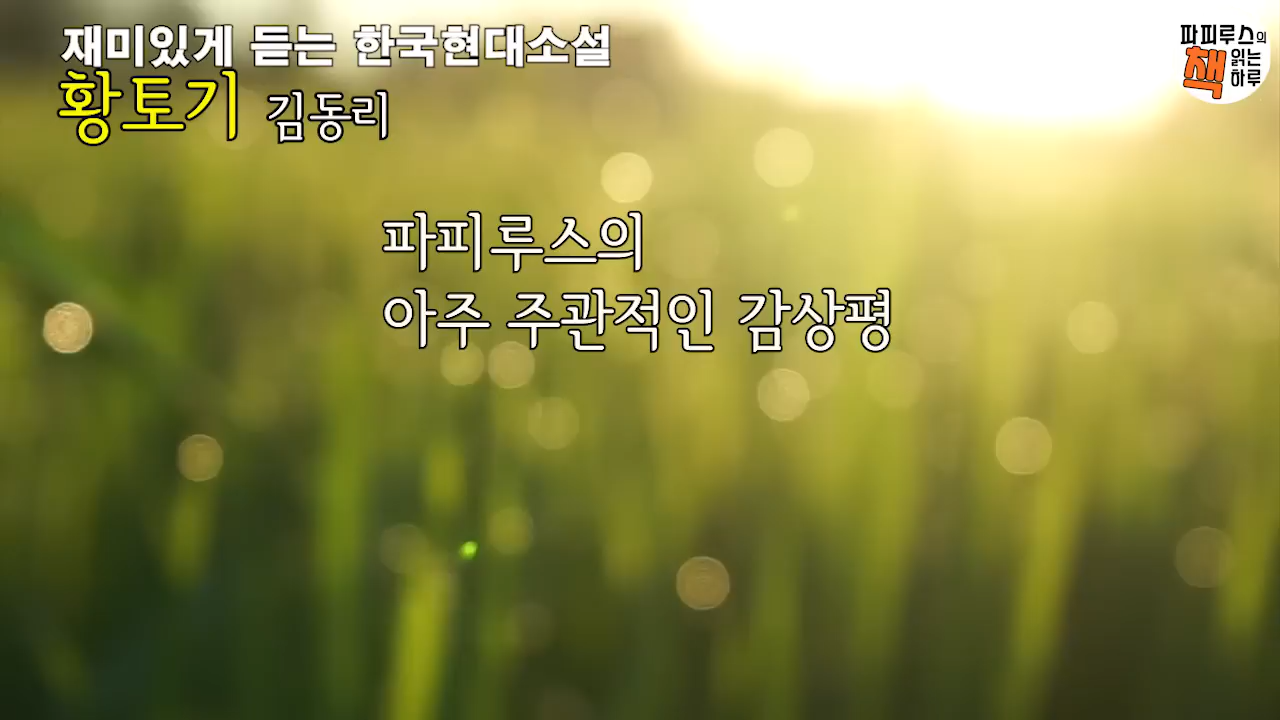 재미있게 듣는 한국현대소설
황토기 김동리
파피루스의
책 읽는
하루
파피루스의
아주 주관적인 감상평